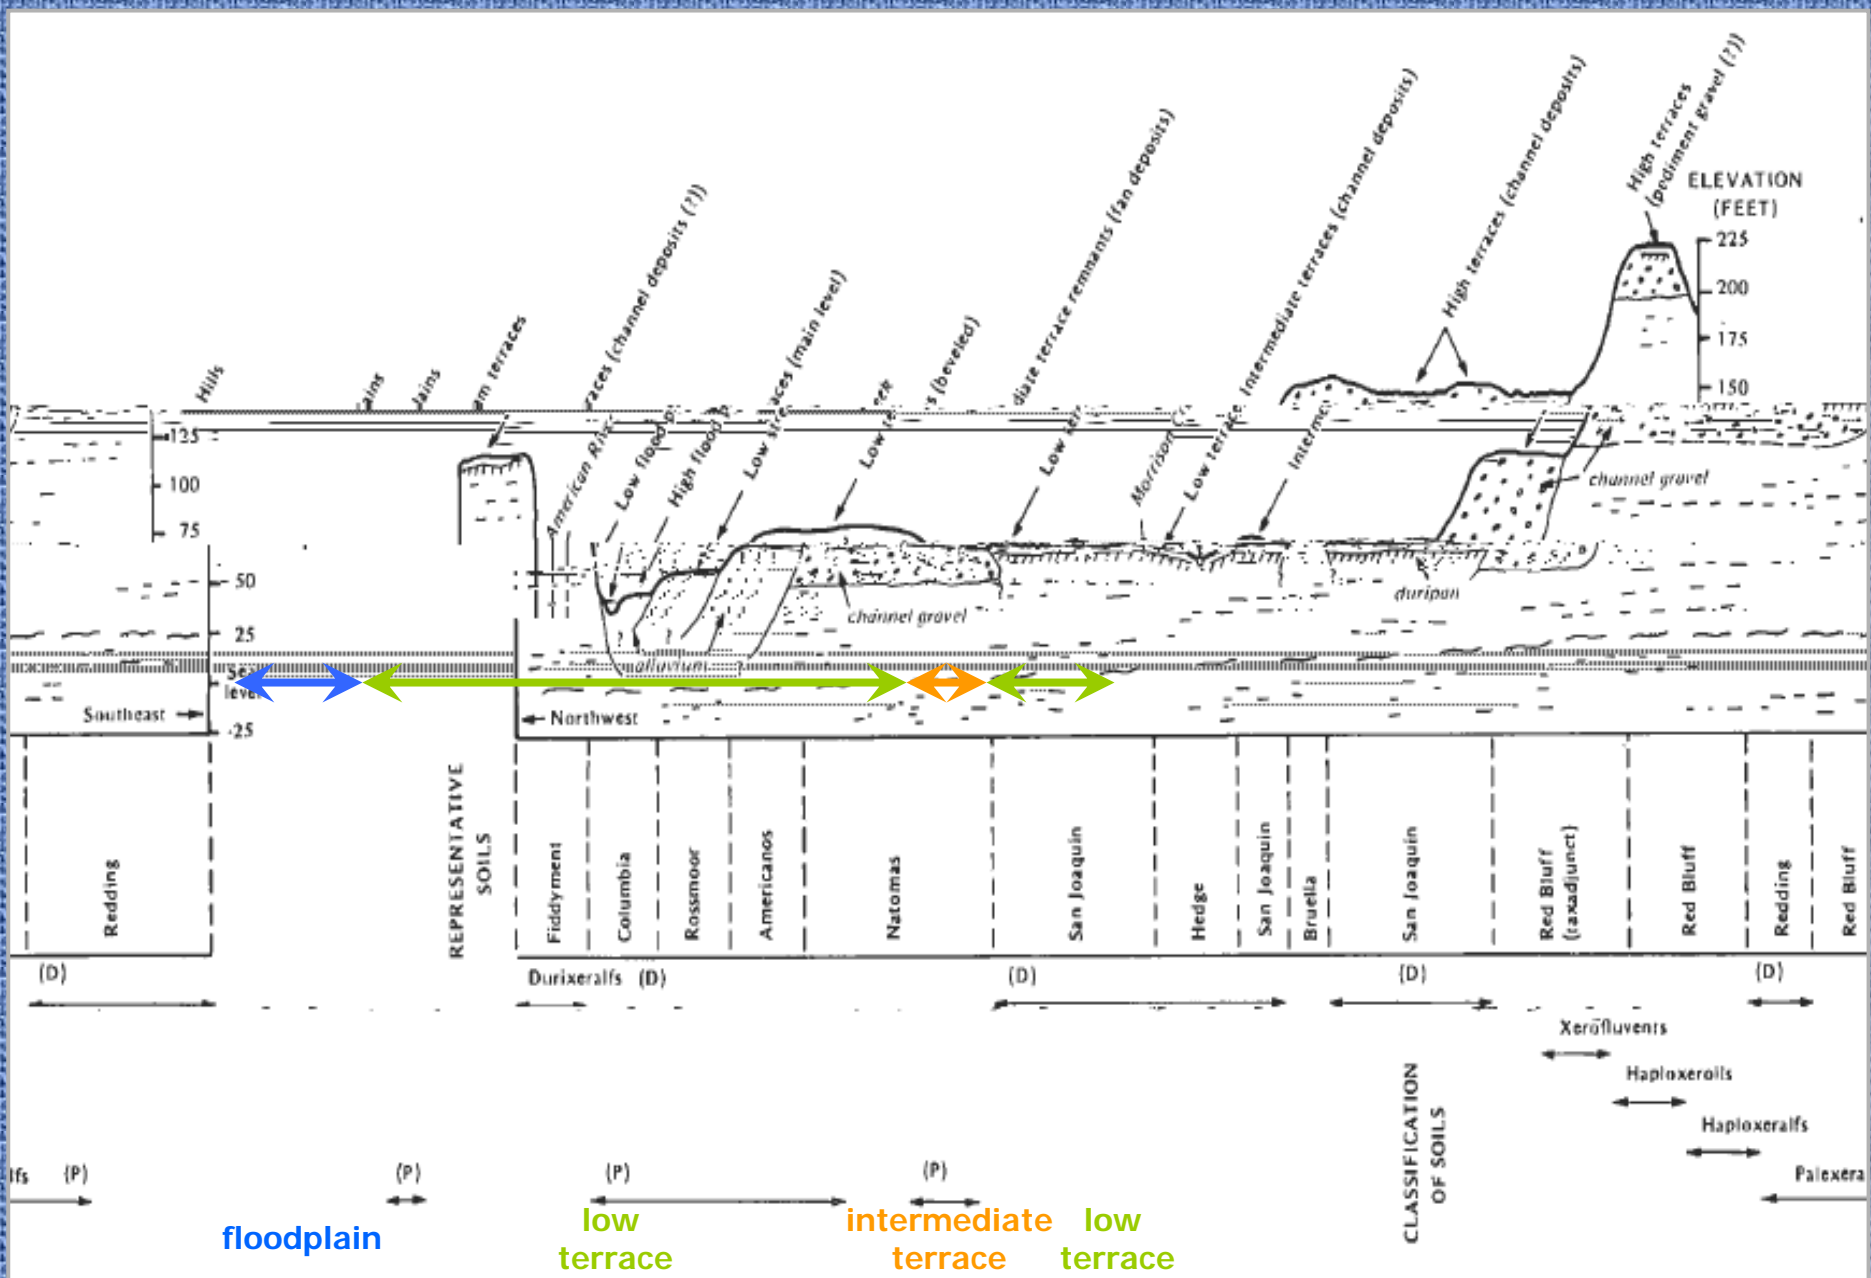 High terraces
(pediment gravel (?))
High terraces (channel deposits)
Intermediate terraces (channel deposits)
diate terrace remnants (fan deposits)
races (channel deposits (?))
aces (main level)
s (beveled)
am terraces
Hills
ains
lains
ELEVATION
(FEET)
225
200
175
150
125
100
75
50
25
level
-25
American River
Low flood p
High flood p
Low stre
Low te
Low ter
Morrison C
Low terrace
Intermed
channel gravel
channel gravel
duripan
alluvium
?
?
Southeast
Northwest
REPRESENTATIVE
SOILS
Redding
Fiddyment
Columbia
Rossmoor
Americanos
Natomas
San Joaquin
Hedge
San Joaquin
Bruella
San Joaquin
Red Bluff
(taxadjunct)
Red Bluff
Redding
Red Bluff
(D)
Durixeralfs (D)
(D)
(D)
(D)
Xerofluvents
Haploxerolls
Haploxeralfs
Palexera
CLASSIFICATION
OF SOILS
lfs (P)
(P)
(P)
(P)
floodplain
low
terrace
intermediate
terrace
low
terrace